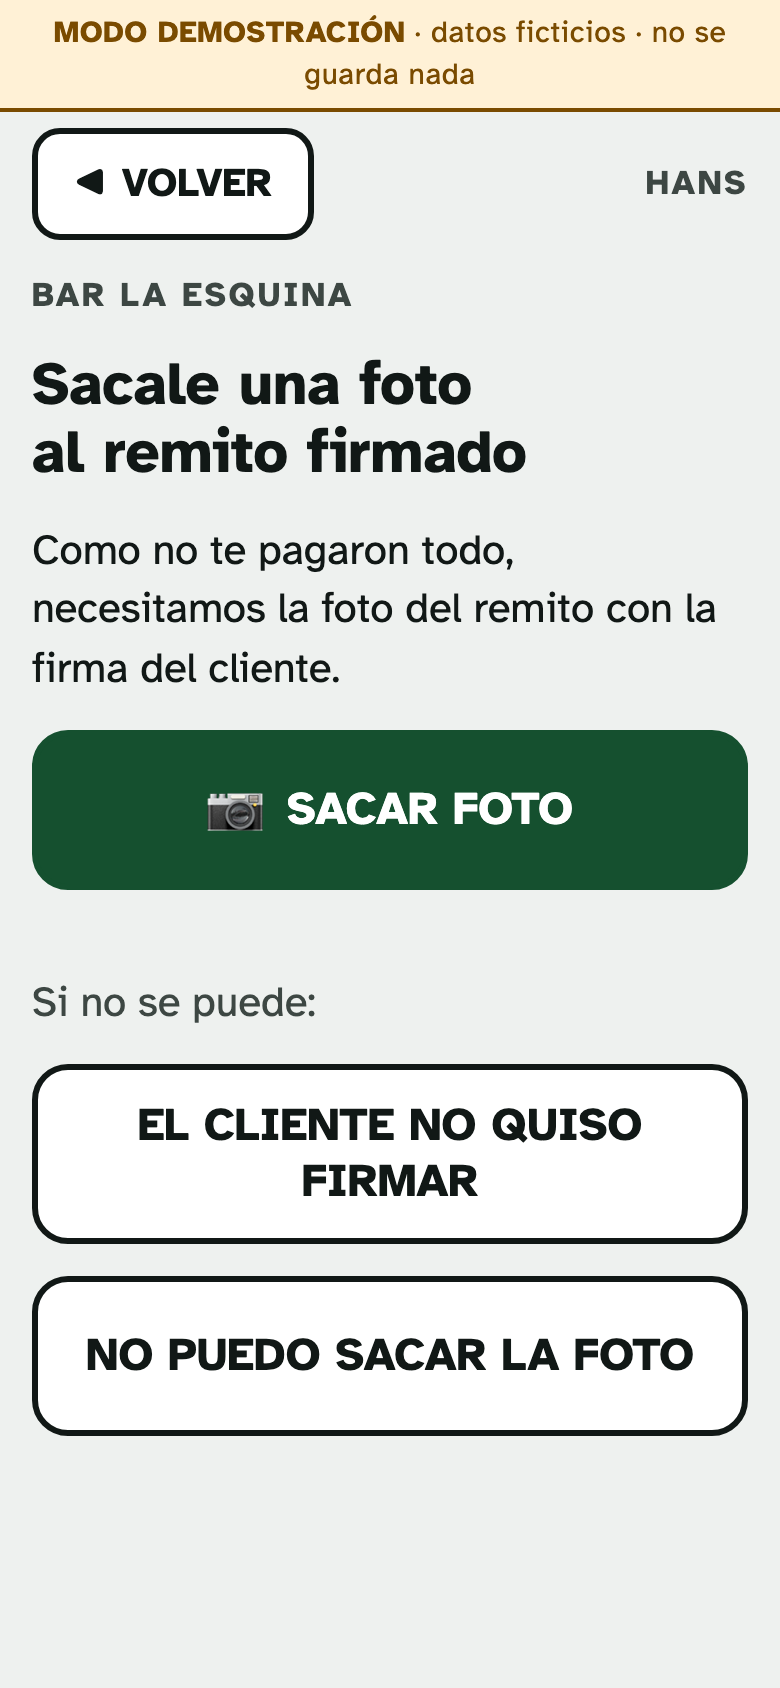 MODO DEMOSTRACIÓN · datos ficticios · no se
guarda nada
◀ VOLVER
HANS
BAR LA ESQUINA
Sacale una foto
al remito firmado
Como no te pagaron todo,
necesitamos la foto del remito con la
firma del cliente.
SACAR FOTO
Si no se puede:
EL CLIENTE NO QUISO
FIRMAR
NO PUEDO SACAR LA FOTO